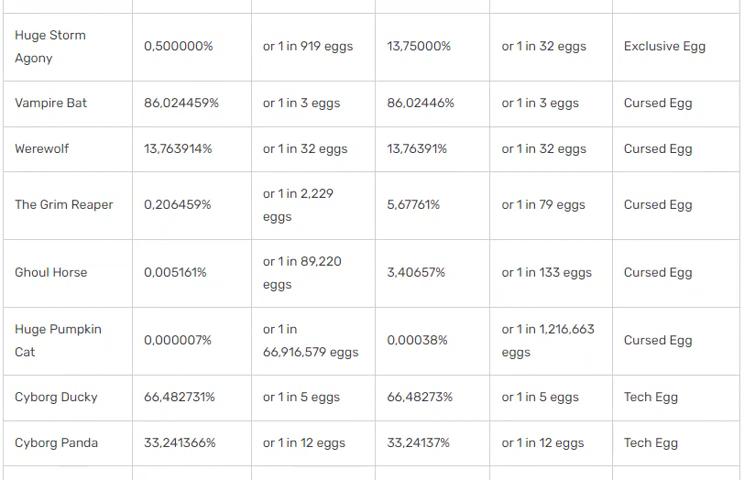 Huge Storm Agony 0,500000% or 1 in 919 eggs 13,75000% or 1 in 32 eggs Exclusive Egg
Vampire Bat 86,024459% or 1 in 3 eggs 86,02446% or 1 in 3 eggs Cursed Egg
Werewolf 13,763914% or 1 in 32 eggs 13,76391% or 1 in 32 eggs Cursed Egg
The Grim Reaper 0,206459% or 1 in 2,229 eggs 5,67761% or 1 in 79 eggs Cursed Egg
Ghoul Horse 0,005161% or 1 in 89,220 eggs 3,40657% or 1 in 133 eggs Cursed Egg
Huge Pumpkin Cat 0,000007% or 1 in 66,916,579 eggs 0,00038% or 1 in 1,216,663 eggs Cursed Egg
Cyborg Ducky 66,482731% or 1 in 5 eggs 66,48273% or 1 in 5 eggs Tech Egg
Cyborg Panda 33,241366% or 1 in 12 eggs 33,24137% or 1 in 12 eggs Tech Egg